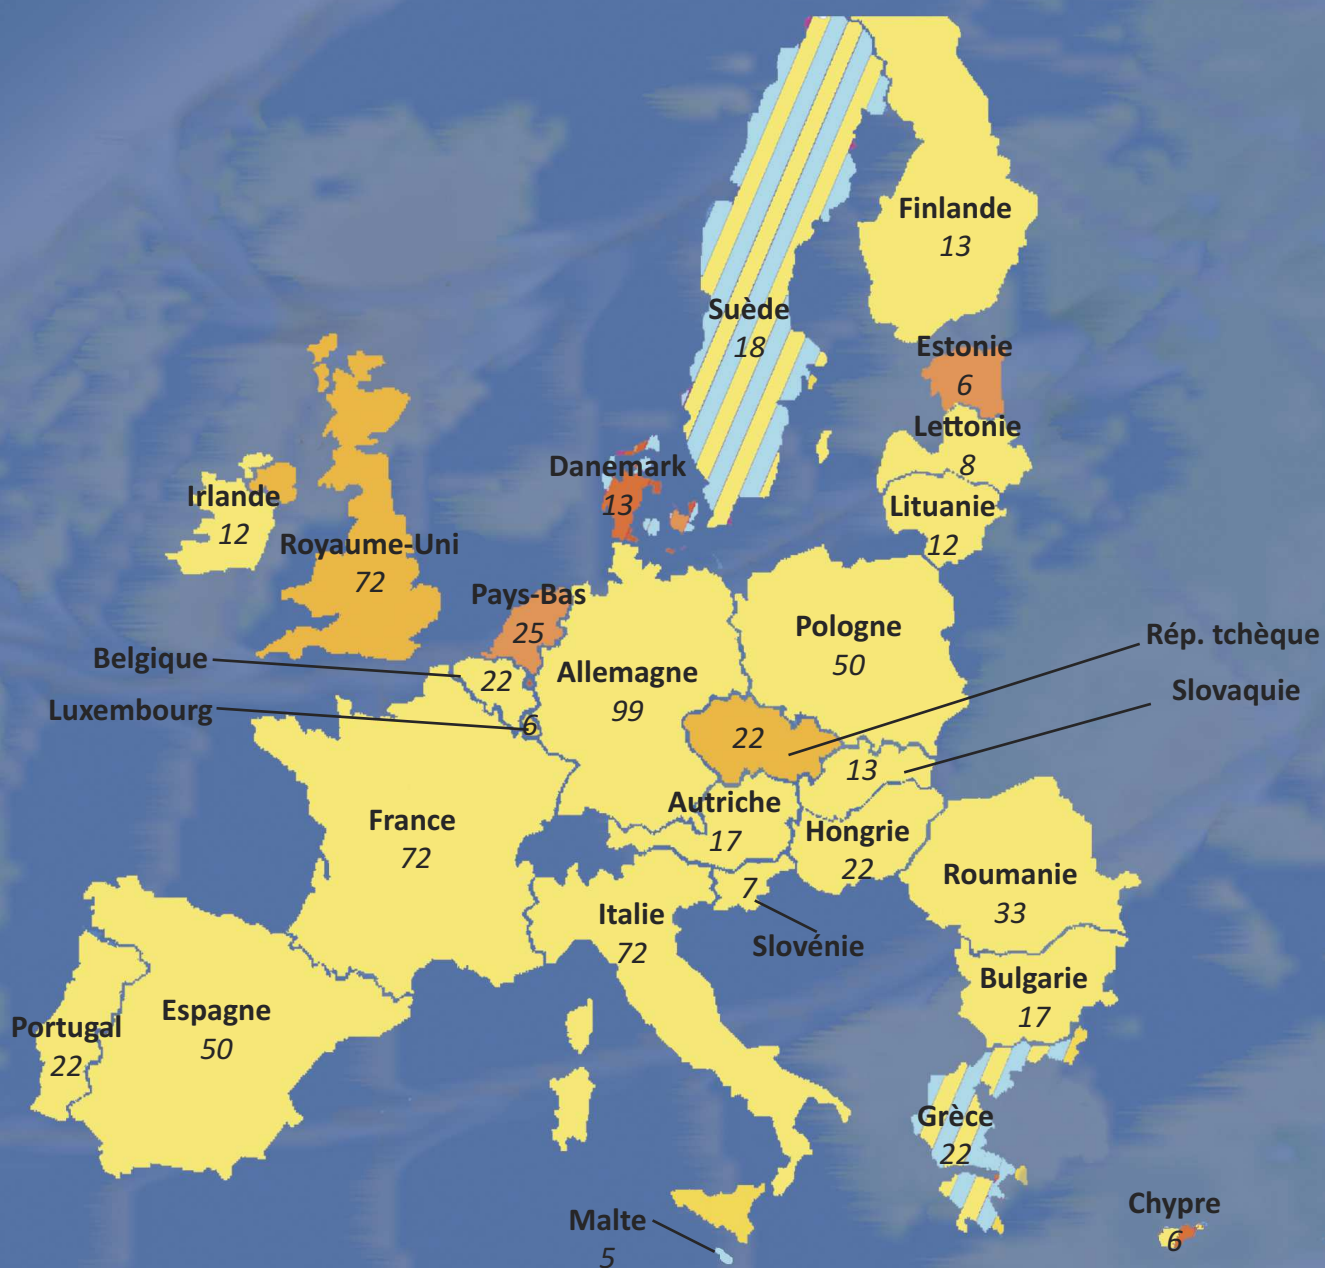 Finlande
13
Suède
18
Estonie
6
Lettonie
8
Danemark
13
Irlande
12
Lituanie
12
Royaume-Uni
72
Pays-Bas
25
Pologne
50
Rép. tchèque
Belgique
22
Allemagne
99
Slovaquie
Luxembourg
6
22
13
Autriche
17
France
72
Hongrie
22
Roumanie
33
7
Italie
72
Slovénie
Bulgarie
17
Espagne
50
Portugal
22
Grèce
22
Malte
5
Chypre
6